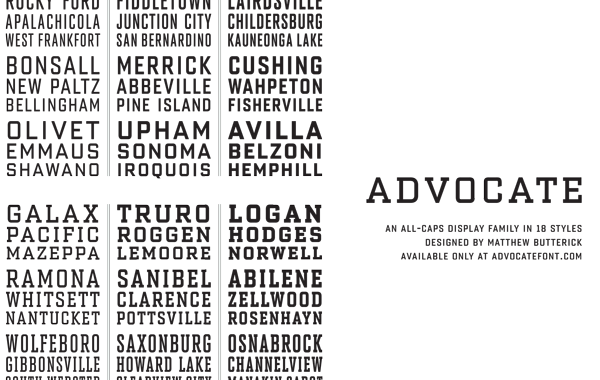 ROCKY FORD
APALACHICOLA
WEST FRANKFORT
BONSALL
NEW PALTZ
BELLINGHAM
OLIVET
EMMAUS
SHAWANO
GALAX
PACIFIC
MAZEPPA
RAMONA
WHITSETT
NANTUCKET
WOLFEBORO
GIBBONSVILLE
SOUTH WEBSTER
FIDDLETOWN
JUNCTION CITY
SAN BERNARDINO
MERRICK
ABBEVILLE
PINE ISLAND
UPHAM
SONOMA
IROQUOIS
TRURO
ROGGEN
LEMOORE
SANIBEL
CLARENCE
POTTSVILLE
SAXONBURG
HOWARD LAKE
CLEARVIEW CITY
LAIRDSVILLE
CHILDERSBURG
KAUNEONGA LAKE
CUSHING
WAHPETON
FISHERVILLE
AVILLA
BELZONI
HEMPHILL
LOGAN
HODGES
NORWELL
ABILENE
ZELLWOOD
ROSENHAYN
OSNABROCK
CHANNELVIEW
ADVOCATE
AN ALL-CAPS DISPLAY FAMILY IN 18 STYLES
DESIGNED BY MATTHEW BUTTERICK
AVAILABLE ONLY AT ADVOCATEFONT.COM